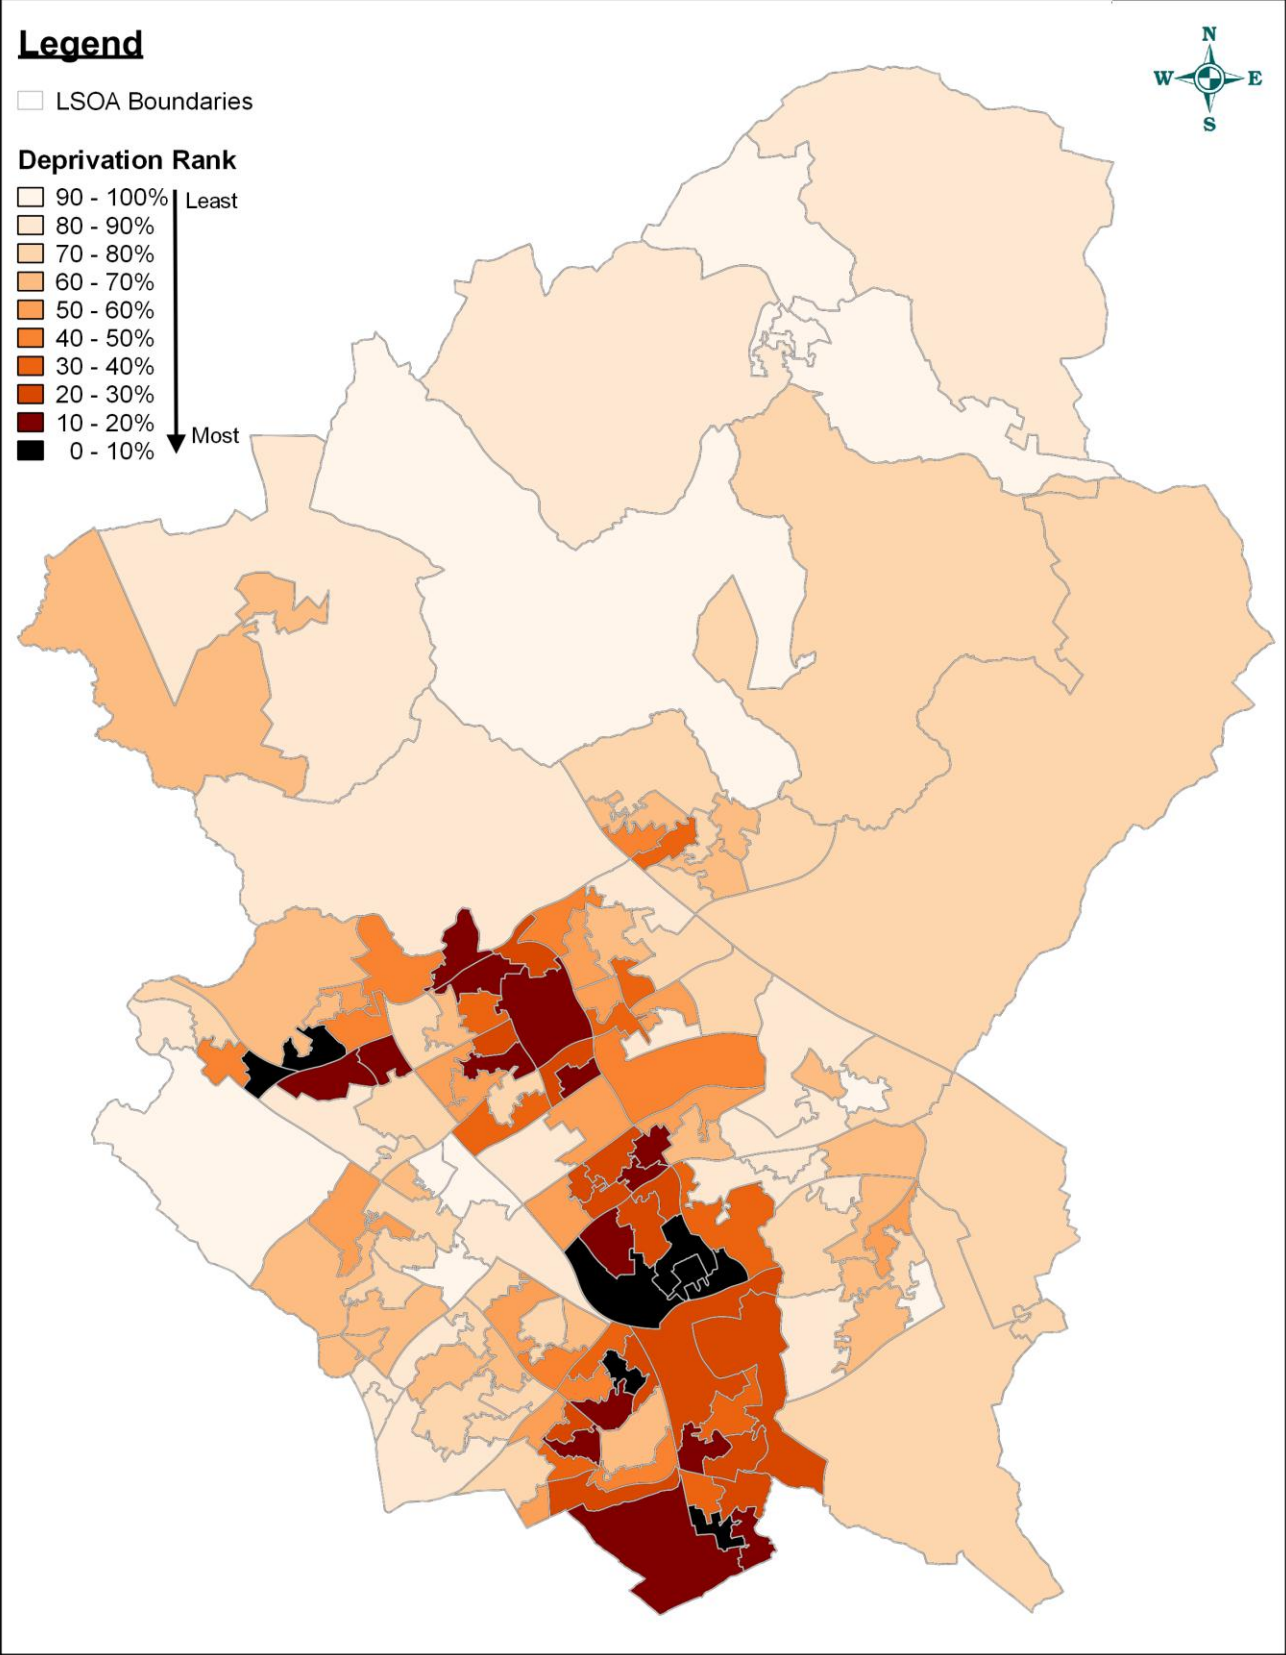 Legend
LSOA Boundaries
Deprivation Rank
90 - 100%
Least
80 - 90%
70 - 80%
60 - 70%
50 - 60%
40 - 50%
30 - 40%
20 - 30%
10 - 20%
Most
0 - 10%
N
W E
S